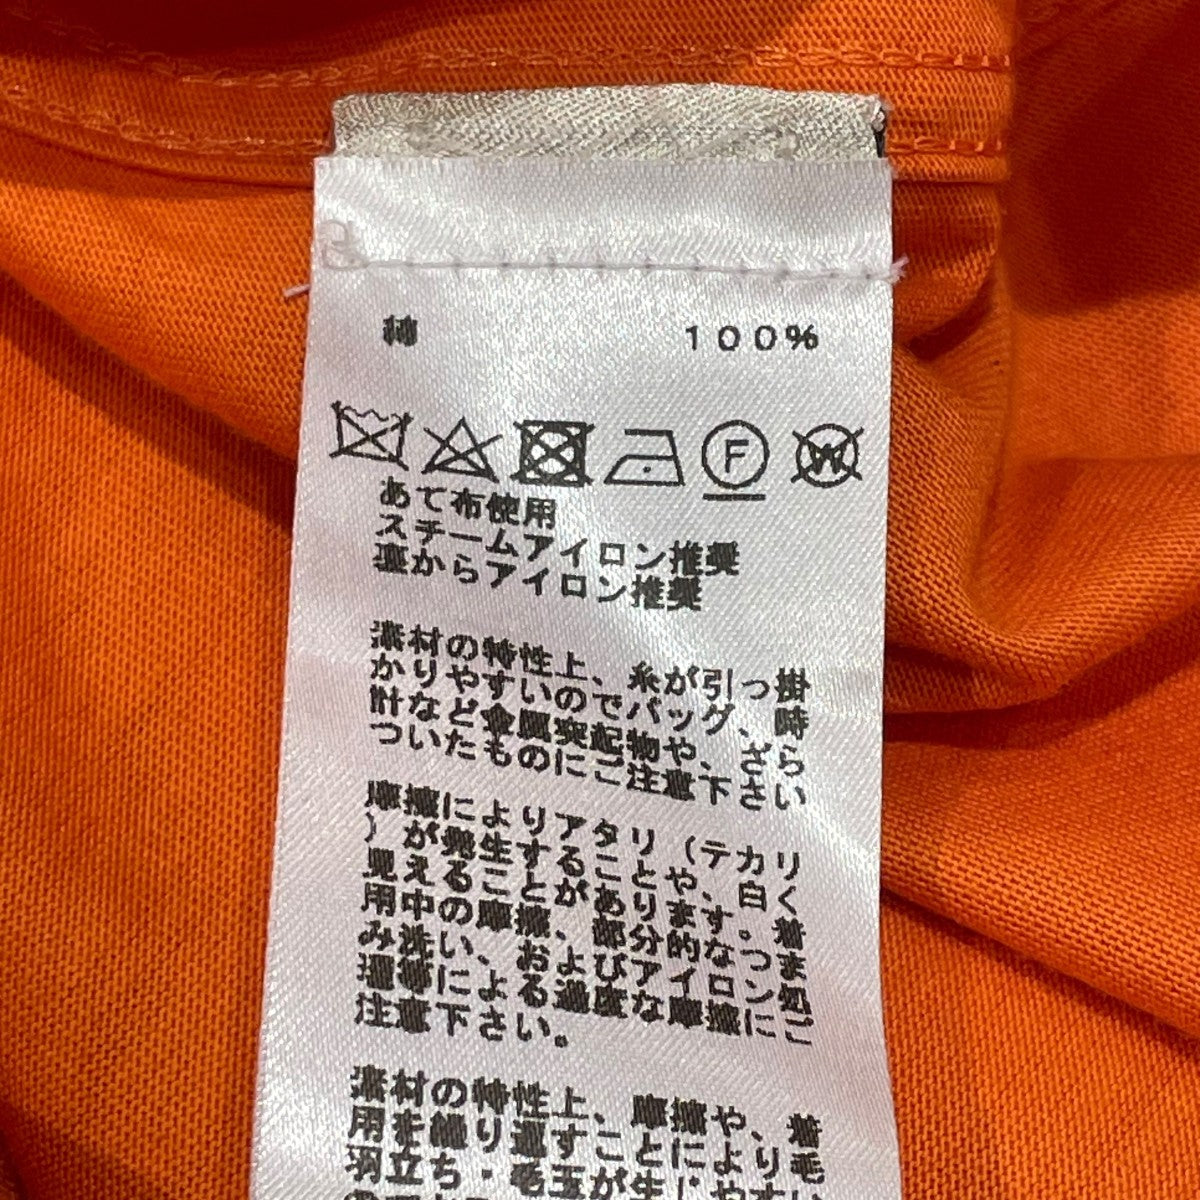 綿 100%
F W
あて布使用
スチームアイロン推奨
裏からアイロン推奨
素材の特性上、糸が引っ掛
かりやすいのでバッグ、時
計など金属突起物や、ざら
ついたものにご注意下さい
摩擦によりアタリ(テカリ
)が発生することや、白く
見えることがあります。着
用中の摩擦、部分的なつま
み洗い、およびアイロン処
理等による過度な摩擦にご
注意下さい。
素材の特性上、摩擦や、着
用を繰り返すことにより毛
羽立ち・毛玉が生じやすい